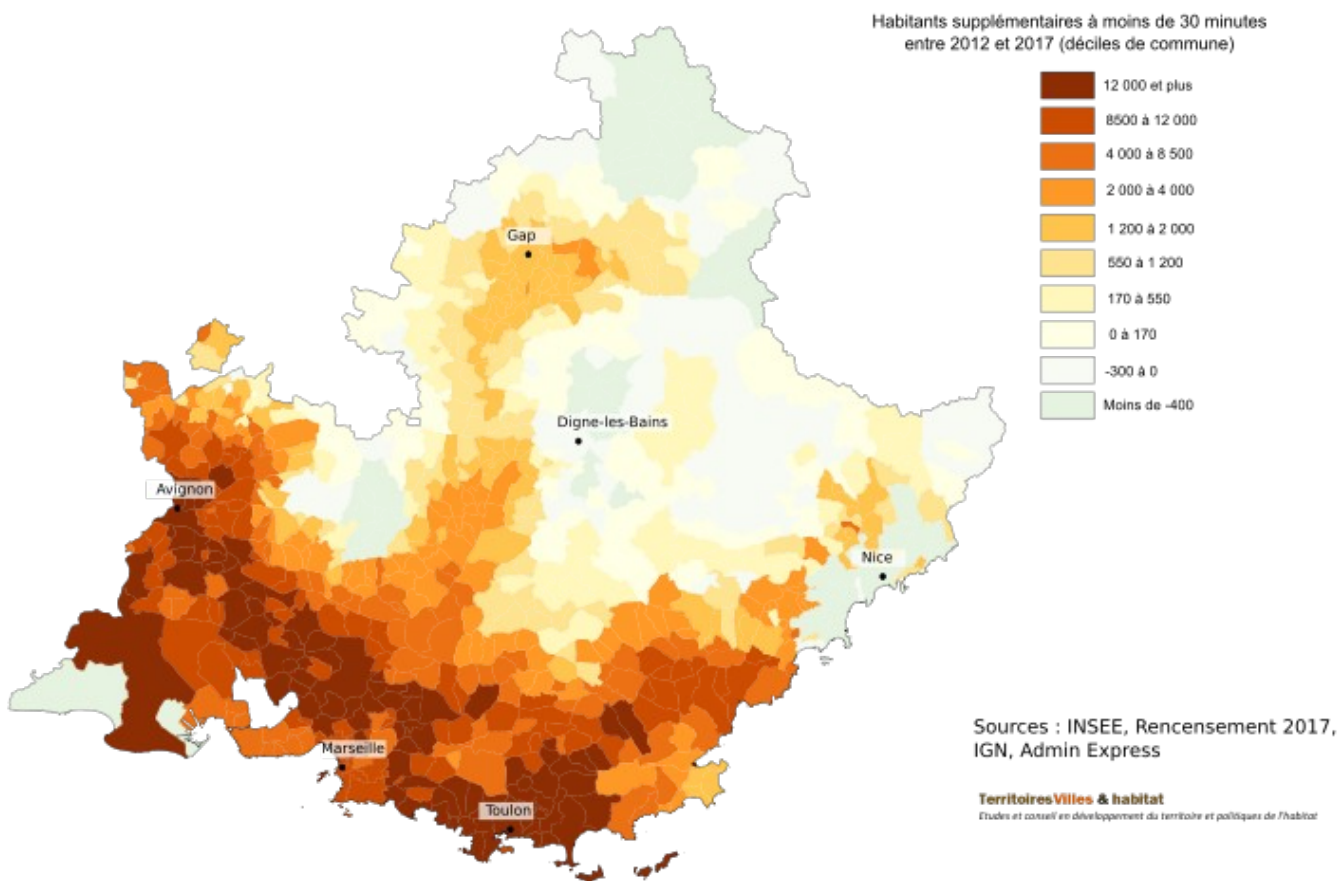 Habitants supplémentaires à moins de 30 minutes
entre 2012 et 2017 (déciles de commune)
12 000 et plus
8500 à 12 000
4 000 à 8 500
2 000 à 4 000
1 200 à 2 000
550 à 1 200
170 à 550
0 à 170
-300 à 0
Moins de -400
Gap
Digne-les-Bains
Avignon
Nice
Marseille
Toulon
Sources : INSEE, Rencensement 2017,
IGN, Admin Express
TerritoiresVilles & habitat
Etudes et conseil en développement du territoire et politiques de l'habitat